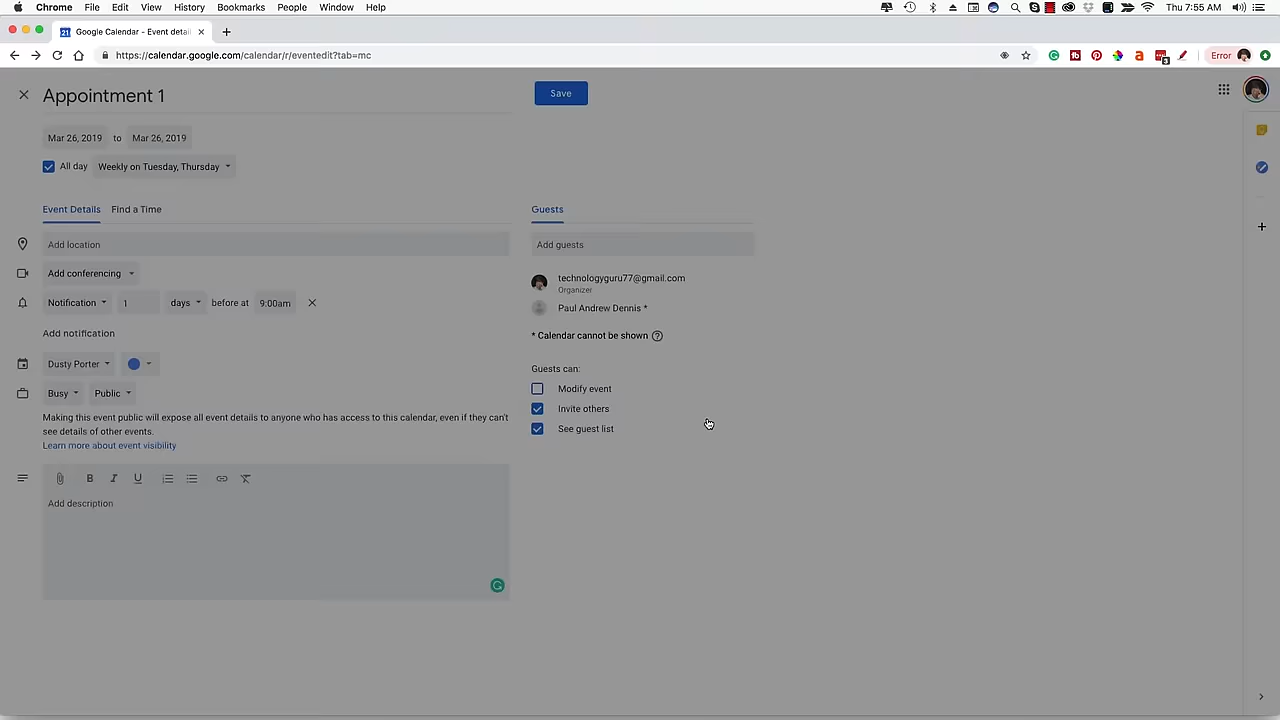 Chrome File Edit View History Bookmarks People Window Help Thu 7:55 AM
Google Calendar - Event detai
https://calendar.google.com/calendar/r/eventedit?tab=mc Error
Appointment 1
Save
Mar 26, 2019 to Mar 26, 2019
All day Weekly on Tuesday, Thursday
Event Details Find a Time
Guests
Add location
Add guests
Add conferencing
technologyguru77@gmail.com
Organizer
Notification 1 days before at 9:00am
Paul Andrew Dennis *
Add notification
* Calendar cannot be shown
Dusty Porter
Guests can:
Busy Public
Modify event
Making this event public will expose all event details to anyone who has access to this calendar, even if they can't
see details of other events.
Invite others
Learn more about event visibility
See guest list
B I U
Add description